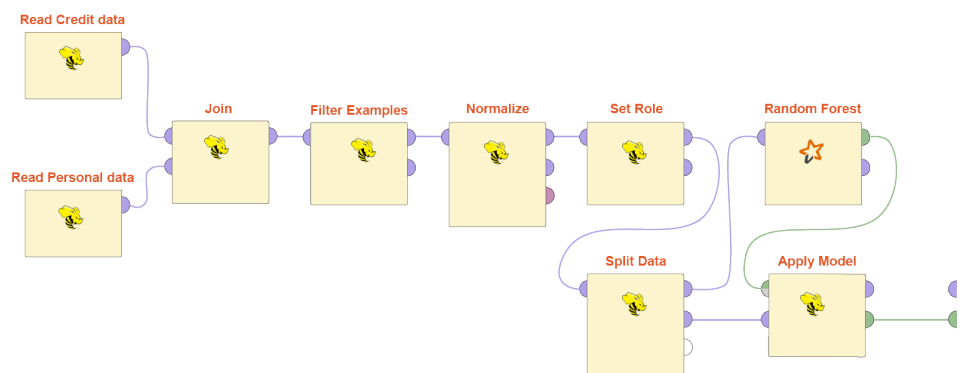 Read Credit data
Join
Filter Examples
Normalize
Set Role
Random Forest
Read Personal data
Split Data
Apply Model